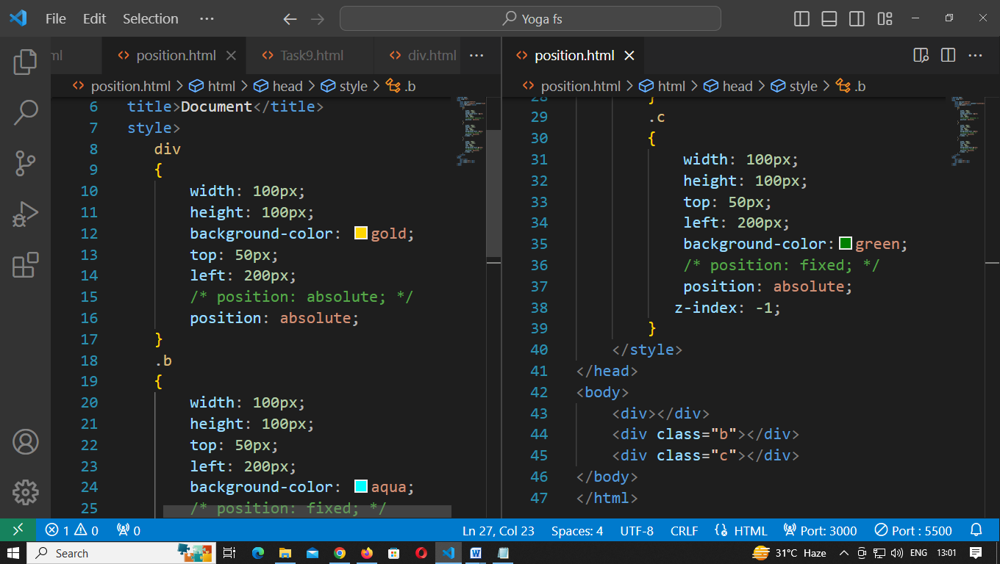 File Edit Selection ··· Yoga fs
ml position.html Task9.html div.html ···
position.html > html > head > style > .b
6 title>Document</title>
7 style>
8 div
9 {
10 width: 100px;
11 height: 100px;
12 background-color: gold;
13 top: 50px;
14 left: 200px;
15 /* position: absolute; */
16 position: absolute;
17 }
18 .b
19 {
20 width: 100px;
21 height: 100px;
22 top: 50px;
23 left: 200px;
24 background-color: aqua;
25 /* position: fixed; */
position.html ···
position.html > html > head > style > .b
28 }
29 .c
30 {
31 width: 100px;
32 height: 100px;
33 top: 50px;
34 left: 200px;
35 background-color: green;
36 /* position: fixed; */
37 position: absolute;
38 z-index: -1;
39 }
40 </style>
41 </head>
42 <body>
43 <div></div>
44 <div class="b"></div>
45 <div class="c"></div>
46 </body>
47 </html>
1 0 0 Ln 27, Col 23 Spaces: 4 UTF-8 CRLF HTML Port: 3000 Port : 5500
Search 31°C Haze ENG 13:01